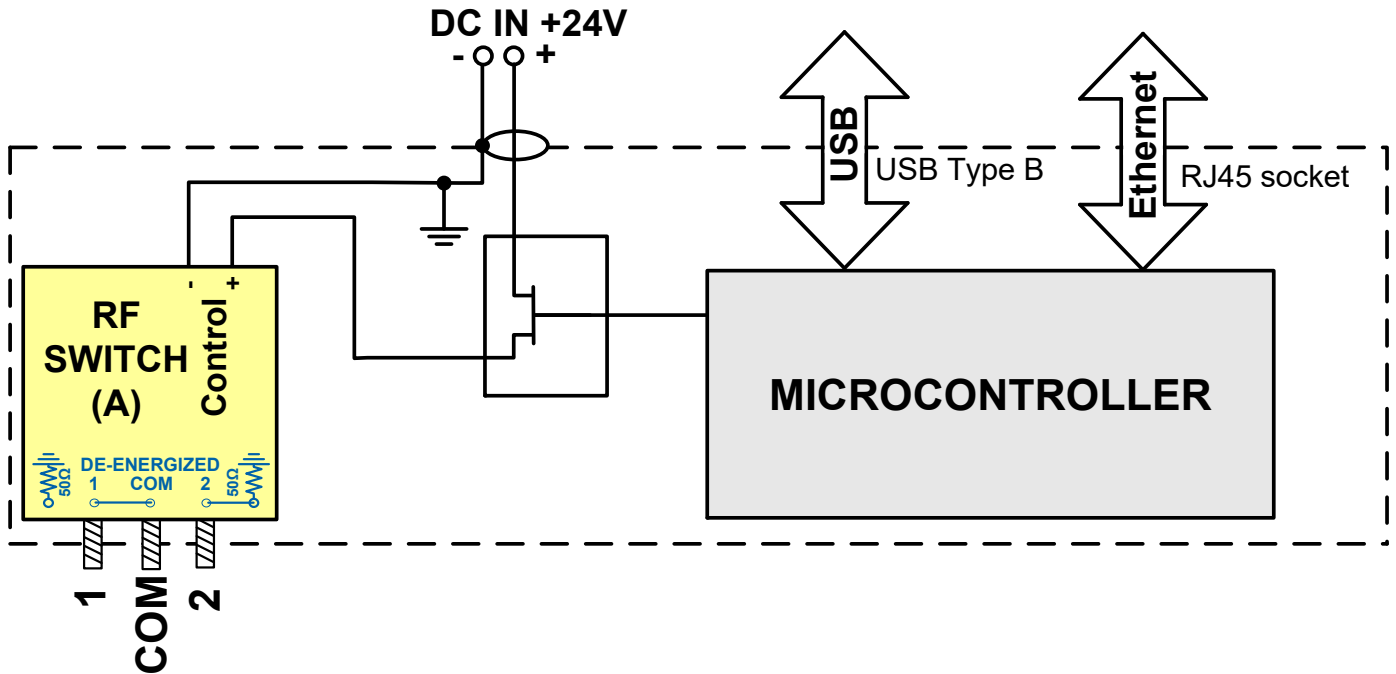 DC IN +24V
- +
USB
USB Type B
Ethernet
RJ45 socket
- +
Control
RF
SWITCH
(A)
MICROCONTROLLER
DE-ENERGIZED
50Ω 1 COM 2 50Ω
1 COM 2